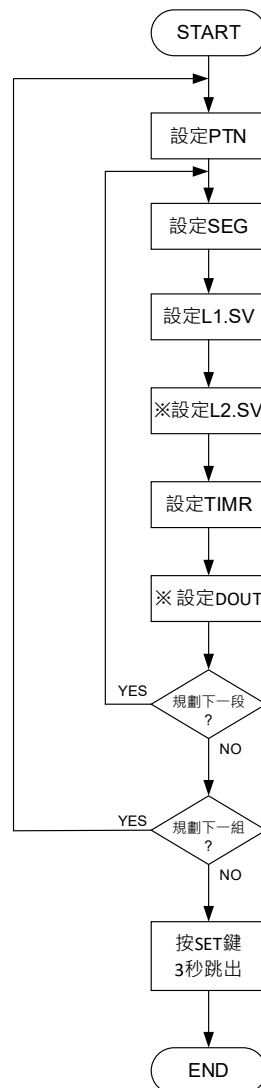 START
設定PTN
設定SEG
設定L1.SV
※設定L2.SV
設定TIMR
※ 設定DOUT
YES
規劃下一段
?
NO
YES
規劃下一組
?
NO
按SET鍵
3秒跳出
END